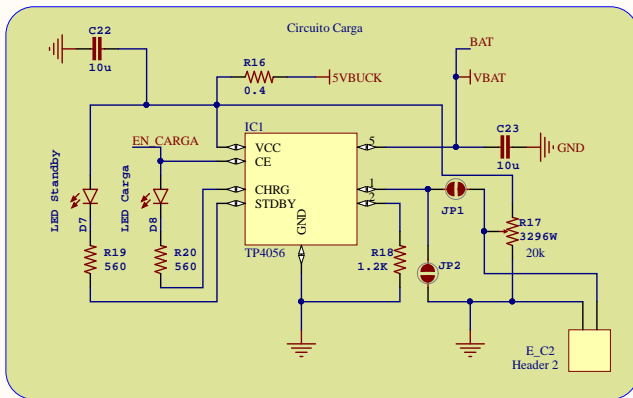 Circuito Carga
C22
10u
BAT
R16
5VBUCK
0.4
VBAT
IC1
EN_CARGA
VCC
5
C23
CE
GND
10u
LED Standby
D7
LED Carga
D8
CHRG
1
STDBY
2
GND
JP1
R17
3296W
20k
R19
560
R20
560
TP4056
R18
1.2K
JP2
E_C2
Header 2